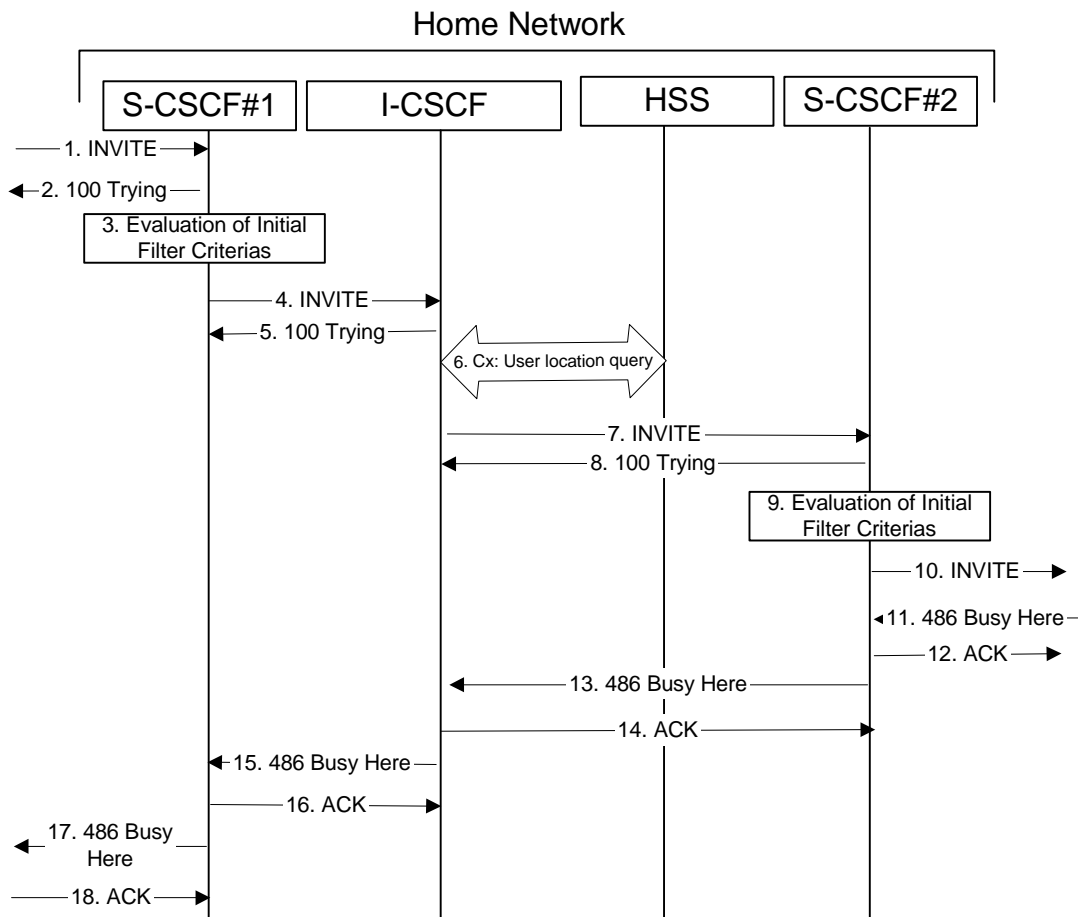 Home Network
S-CSCF#1
I-CSCF
HSS
S-CSCF#2
1. INVITE
2. 100 Trying
3. Evaluation of Initial
Filter Criterias
4. INVITE
5. 100 Trying
6. Cx: User location query
7. INVITE
8. 100 Trying
9. Evaluation of Initial
Filter Criterias
10. INVITE
11. 486 Busy Here
12. ACK
13. 486 Busy Here
14. ACK
15. 486 Busy Here
16. ACK
17. 486 Busy
Here
18. ACK